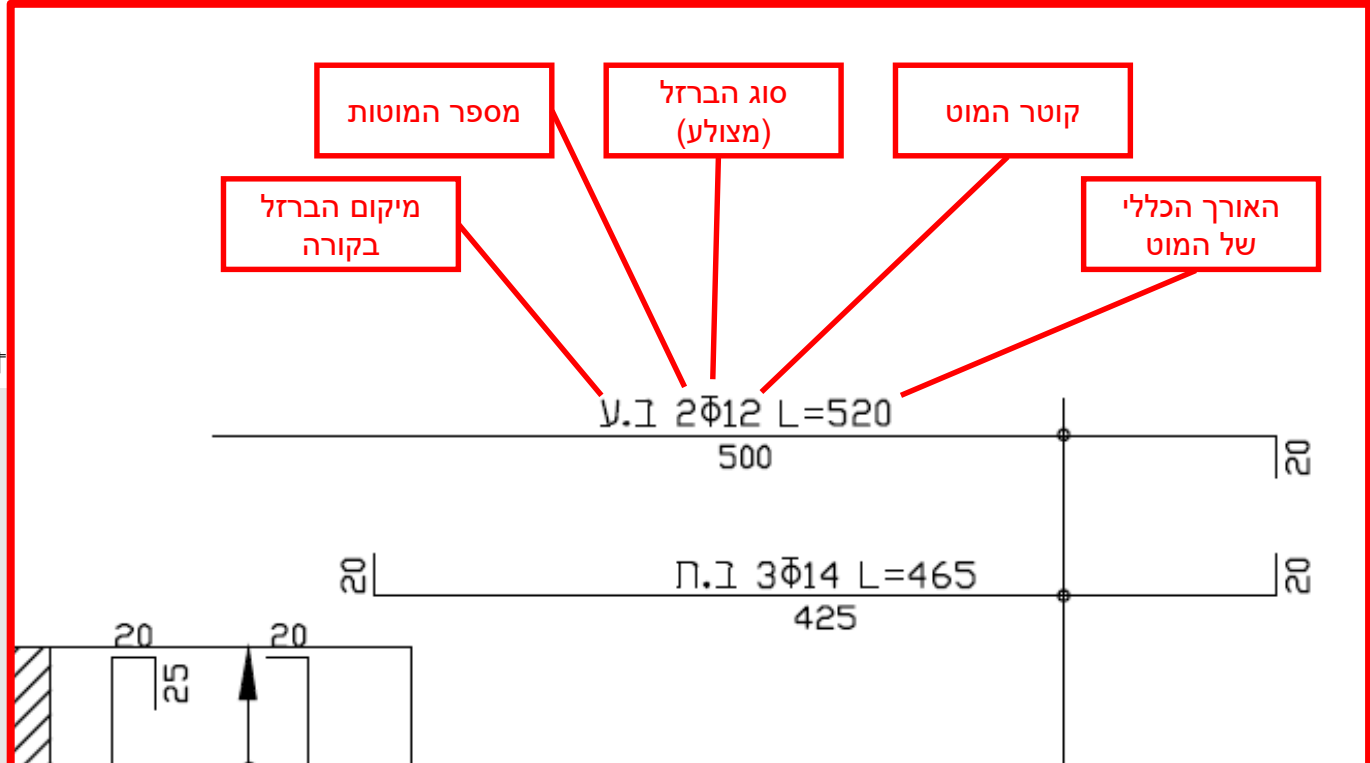 מספר המוטות
סוג הברזל
(מצולע)
קוטר המוט
מיקום הברזל
בקורה
האורך הכללי
של המוט
ב.ע 2Φ12 L=520
500
20
20
ב.ת 3Φ14 L=465
20
425
20
20
25